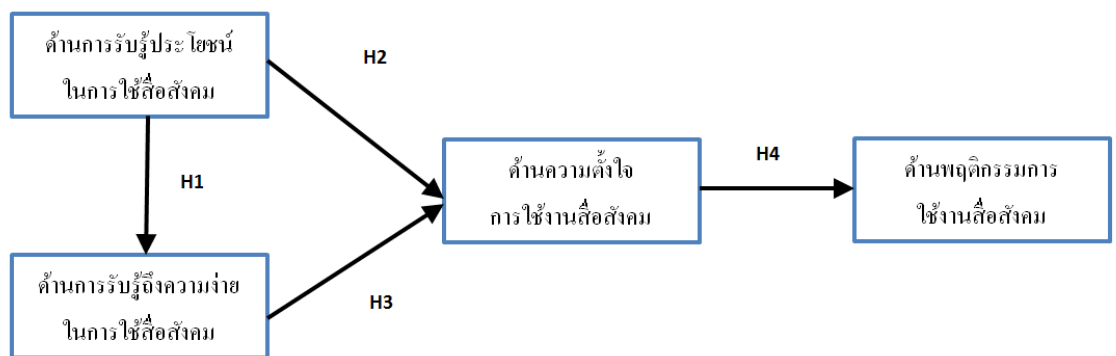 ด้านการรับรู้ประโยชน์
ในการใช้สื่อสังคม
H2
H1
ด้านความตั้งใจ
การใช้งานสื่อสังคม
H4
ด้านพฤติกรรมการ
ใช้งานสื่อสังคม
ด้านการรับรู้ถึงความง่าย
ในการใช้สื่อสังคม
H3